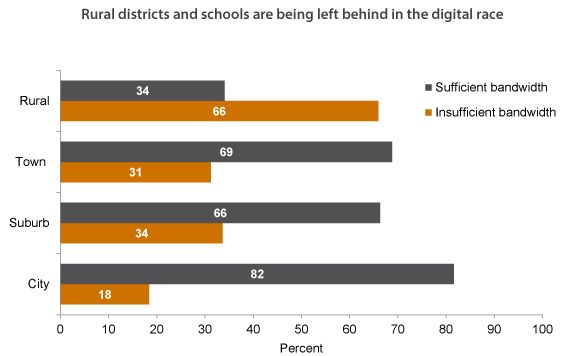 Rural districts and schools are being left behind in the digital race
Sufficient bandwidth
Insufficient bandwidth
Rural
34
66
Town
69
31
Suburb
66
34
City
82
18
0 10 20 30 40 50 60 70 80 90 100
Percent